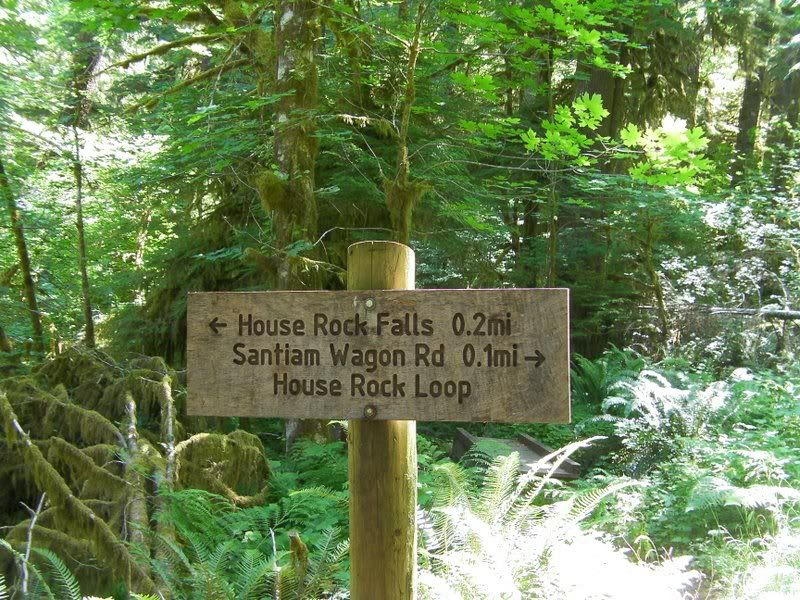 ← House Rock Falls 0.2mi
Santiam Wagon Rd 0.1mi →
House Rock Loop